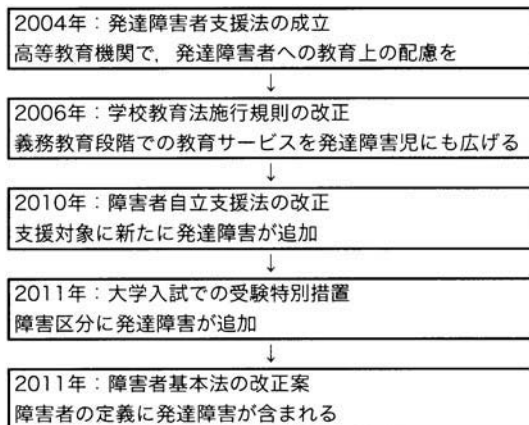 2004年：発達障害者支援法の成立
高等教育機関で，発達障害者への教育上の配慮を
↓
2006年：学校教育法施行規則の改正
義務教育段階での教育サービスを発達障害児にも広げる
↓
2010年：障害者自立支援法の改正
支援対象に新たに発達障害が追加
↓
2011年：大学入試での受験特別措置
障害区分に発達障害が追加
↓
2011年：障害者基本法の改正案
障害者の定義に発達障害が含まれる